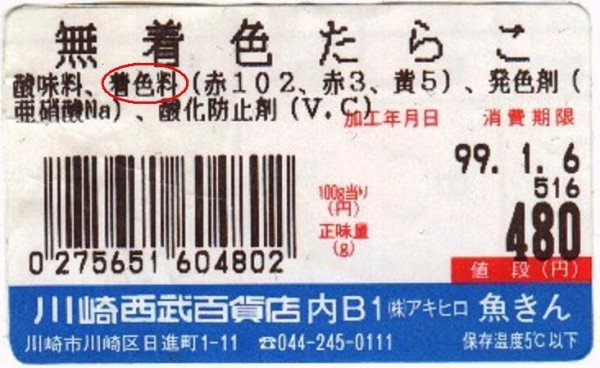 無着色たらこ
酸味料、着色料(赤102、赤3、黄5)、発色剤(
亜硝酸Na)、酸化防止剤(V.C)
加工年月日 消費期限
99. 1. 6
516
100g当り
(円)
480
正味量
(g)
値段(円)
0 275651 604802
川崎西武百貨店内B1 ㈱アキヒロ 魚きん
川崎市川崎区日進町1-11 ☎044-245-0111 保存温度5℃以下